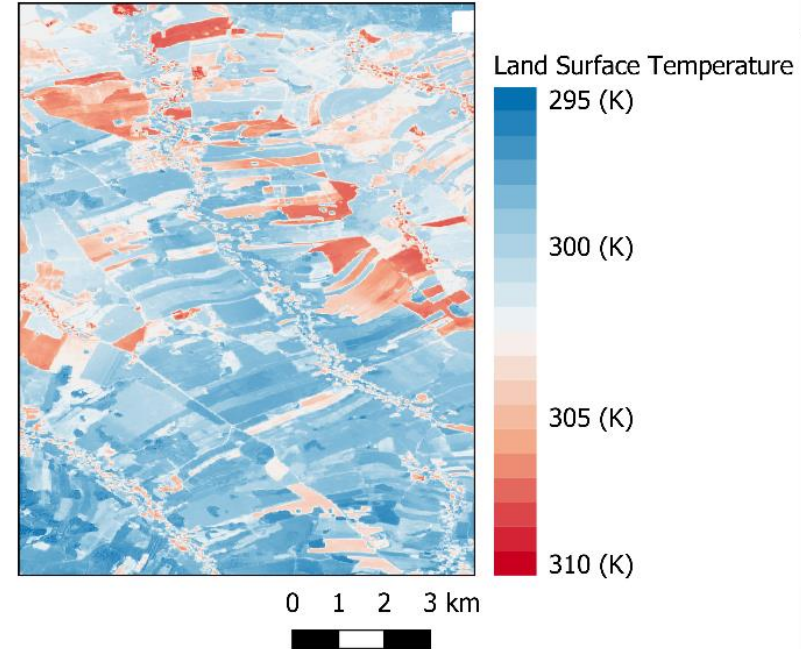 Land Surface Temperature
295 (K)
300 (K)
305 (K)
310 (K)
0 1 2 3 km